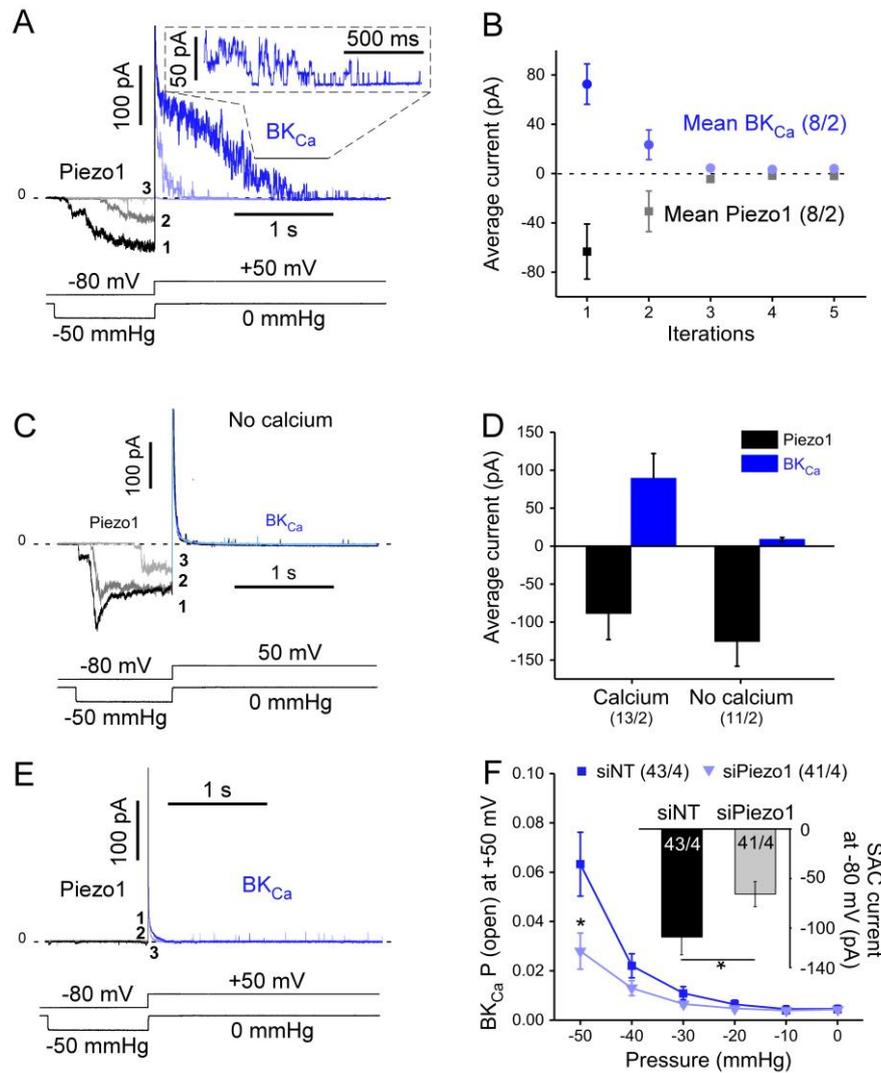 A
100 pA
50 pA
500 ms
BKCa
Piezo1
3
0
2
1
1 s
-80 mV
+50 mV
-50 mmHg
0 mmHg
B
Average current (pA)
80
40
0
-40
-80
Mean BKCa (8/2)
Mean Piezo1 (8/2)
1 2 3 4 5
Iterations
C
No calcium
100 pA
Piezo1
BKCa
0
3
2
1
1 s
-80 mV
50 mV
-50 mmHg
0 mmHg
D
Average current (pA)
100
50
0
-50
-100
-150
Piezo1
BKCa
Calcium
(13/2)
No calcium
(11/2)
E
100 pA
1 s
Piezo1
BKCa
1
2
0
3
-80 mV
+50 mV
-50 mmHg
0 mmHg
F
siNT (43/4) siPiezo1 (41/4)
BKCa P (open) at +50 mV
0.10
0.08
0.06
0.04
0.02
0.00
siNT siPiezo1
43/4 41/4
0
-50
-100
-140
SAC current
at -80 mV (pA)
*
*
-50 -40 -30 -20 -10 0
Pressure (mmHg)